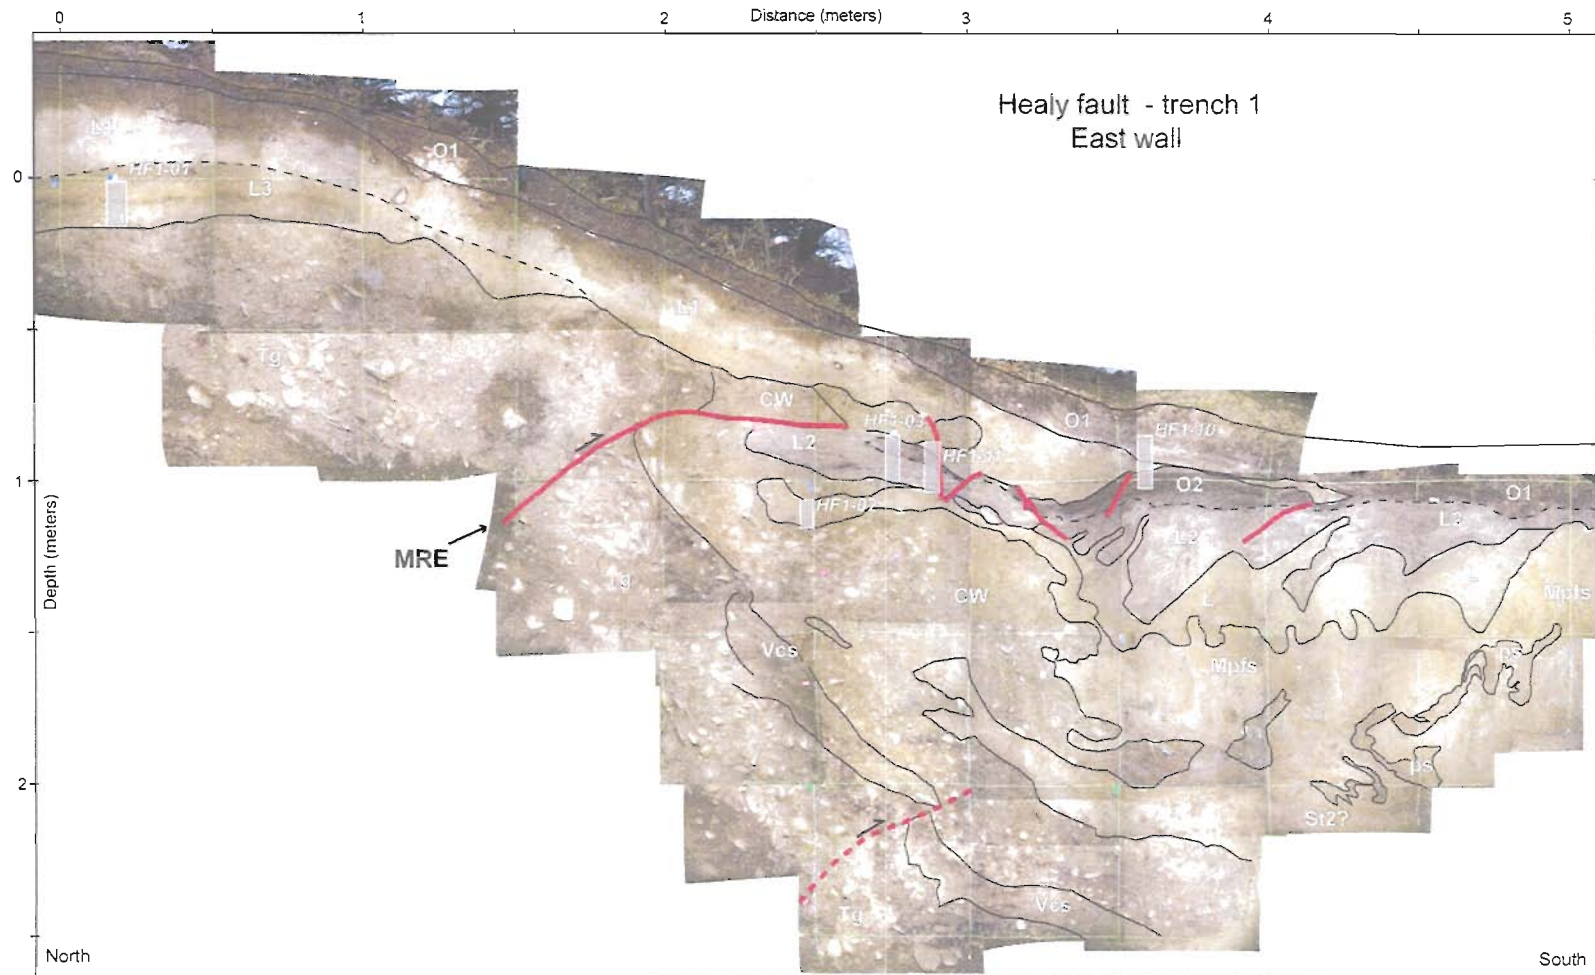 0 1 2 Distance (meters) 3 4 5
Healy fault - trench 1
East wall
O1
HF1-01
L3
0
L1
Tg
CW
O1
HF1-03
HF1-10
L2
O2
O1
1
HF1-02
L2
L2
MRE
Tg
CW
L
Mpfs
Depth (meters)
Vcs
Mpfs
ps
ps
2
St2?
Tg
Vcs
North
South